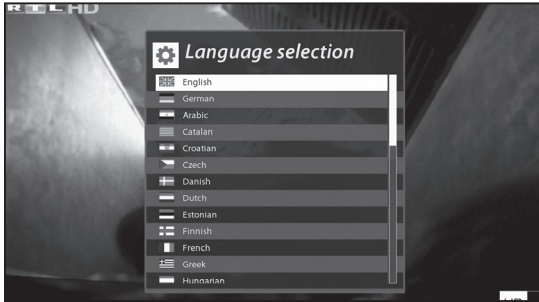 RTL HD
Language selection
English
German
Arabic
Catalan
Croatian
Czech
Danish
Dutch
Estonian
Finnish
French
Greek
Hungarian